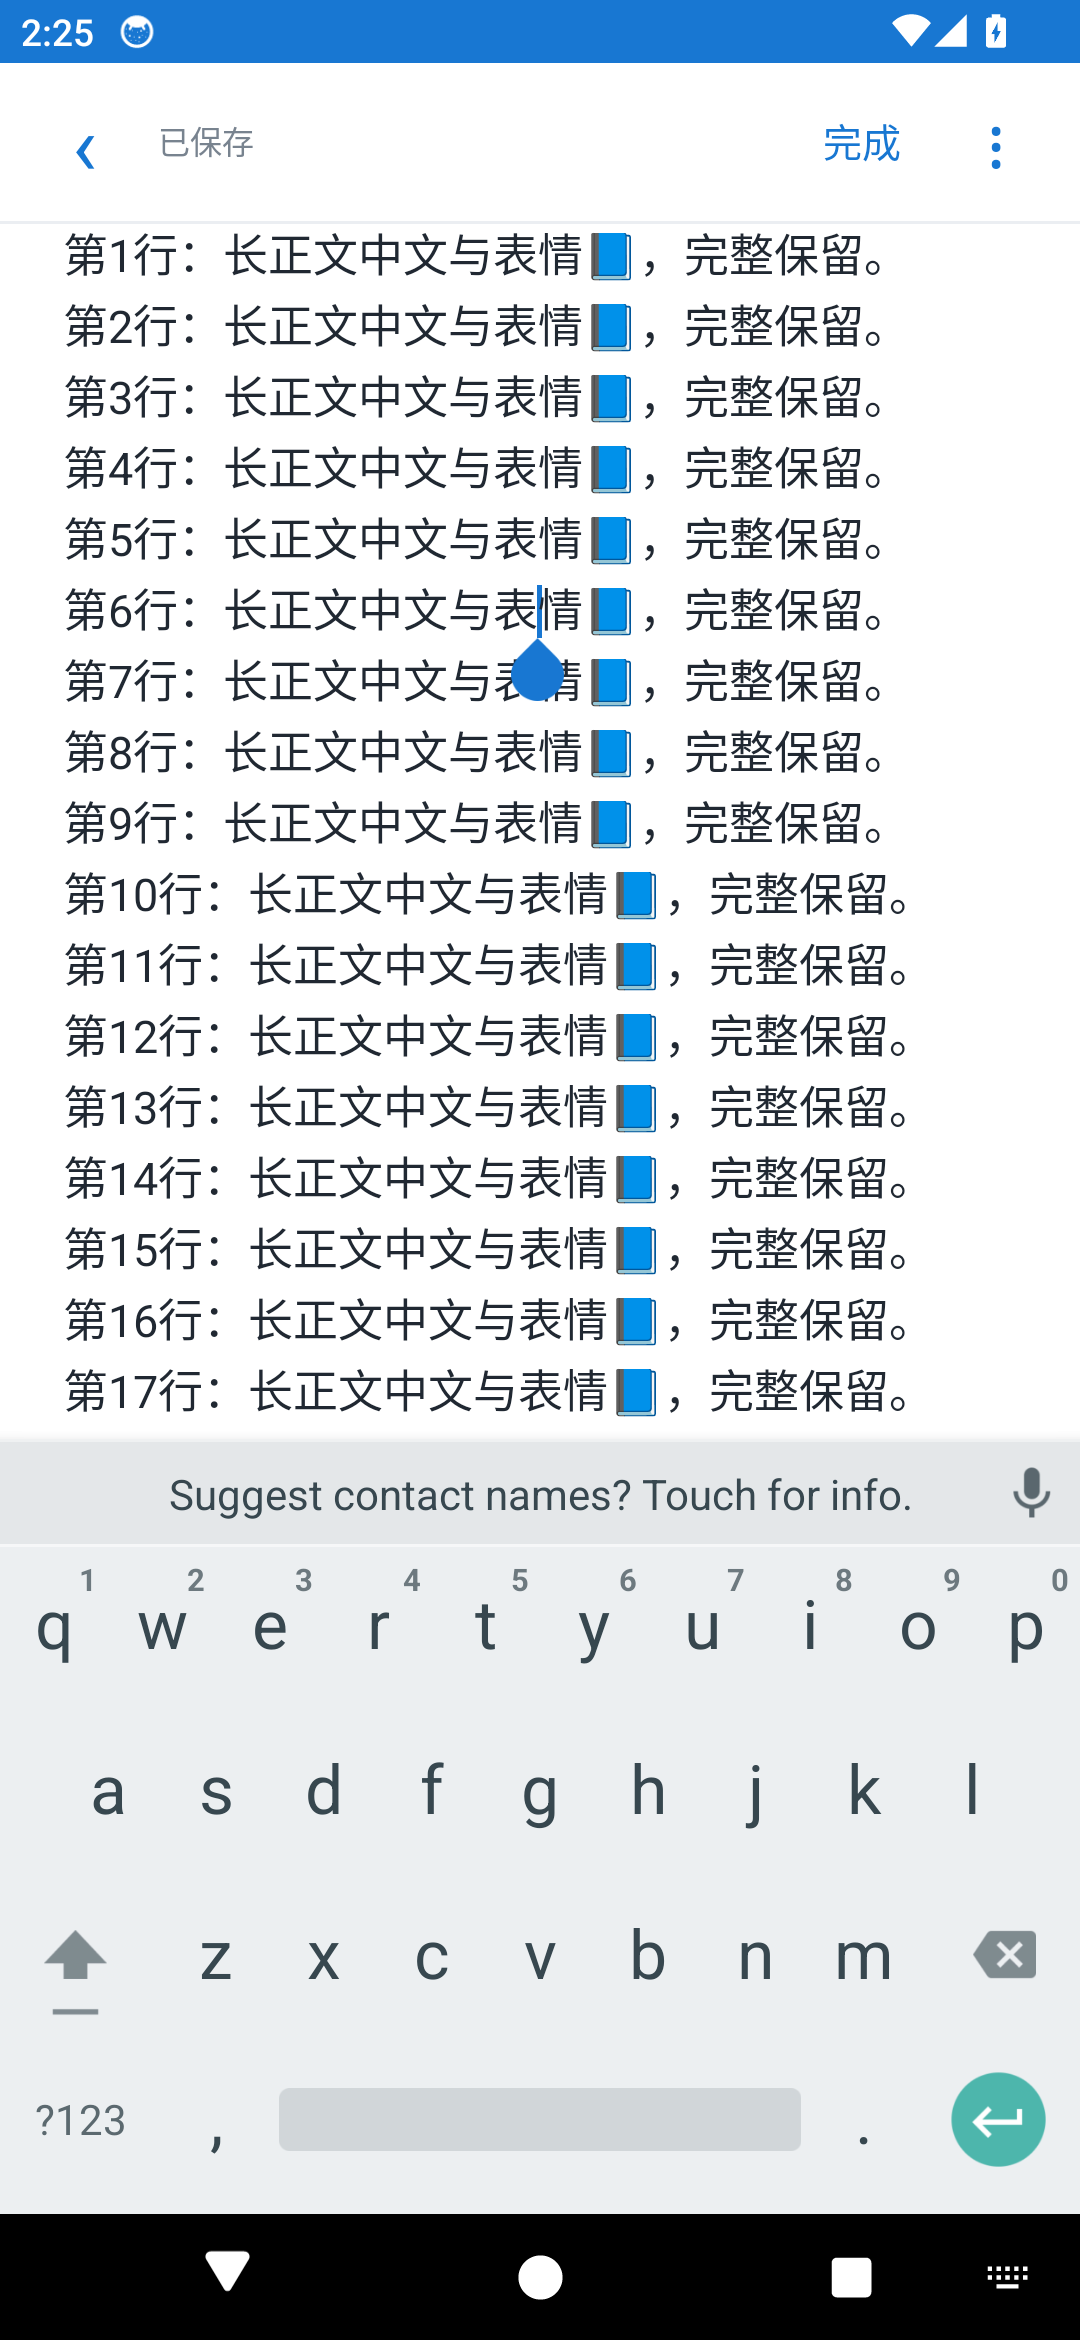 2:25
已保存
完成
第1行：长正文中文与表情📘，完整保留。
第2行：长正文中文与表情📘，完整保留。
第3行：长正文中文与表情📘，完整保留。
第4行：长正文中文与表情📘，完整保留。
第5行：长正文中文与表情📘，完整保留。
第6行：长正文中文与表情📘，完整保留。
第7行：长正文中文与表情📘，完整保留。
第8行：长正文中文与表情📘，完整保留。
第9行：长正文中文与表情📘，完整保留。
第10行：长正文中文与表情📘，完整保留。
第11行：长正文中文与表情📘，完整保留。
第12行：长正文中文与表情📘，完整保留。
第13行：长正文中文与表情📘，完整保留。
第14行：长正文中文与表情📘，完整保留。
第15行：长正文中文与表情📘，完整保留。
第16行：长正文中文与表情📘，完整保留。
第17行：长正文中文与表情📘，完整保留。
Suggest contact names? Touch for info.
1 2 3 4 5 6 7 8 9 0
q w e r t y u i o p
a s d f g h j k l
z x c v b n m
?123 , .